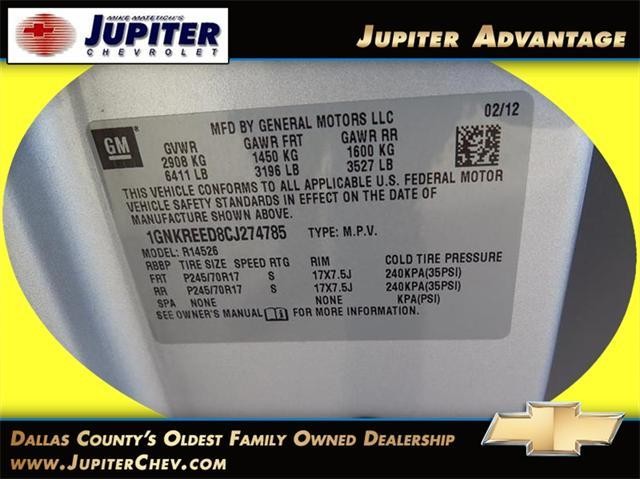 MIKE MATETICH'S
JUPITER
CHEVROLET
JUPITER ADVANTAGE
GM
MFD BY GENERAL MOTORS LLC
02/12
GVWR GAWR FRT GAWR RR
2908 KG 1450 KG 1600 KG
6411 LB 3196 LB 3527 LB
THIS VEHICLE CONFORMS TO ALL APPLICABLE U.S. FEDERAL MOTOR
VEHICLE SAFETY AND THEFT PREVENTION STANDARDS IN EFFECT ON THE DATE OF
MANUFACTURE SHOWN ABOVE.
1GNKREED8CJ274785 TYPE: M.P.V.
MODEL: R14526
RBBP TIRE SIZE SPEED RTG RIM COLD TIRE PRESSURE
FRT P245/70R17 S 17X7.5J 240KPA(35PSI)
RR P245/70R17 S 17X7.5J 240KPA(35PSI)
SPA NONE NONE KPA(PSI)
SEE OWNER'S MANUAL FOR MORE INFORMATION.
DALLAS COUNTY'S OLDEST FAMILY OWNED DEALERSHIP
WWW.JUPITERCHEV.COM